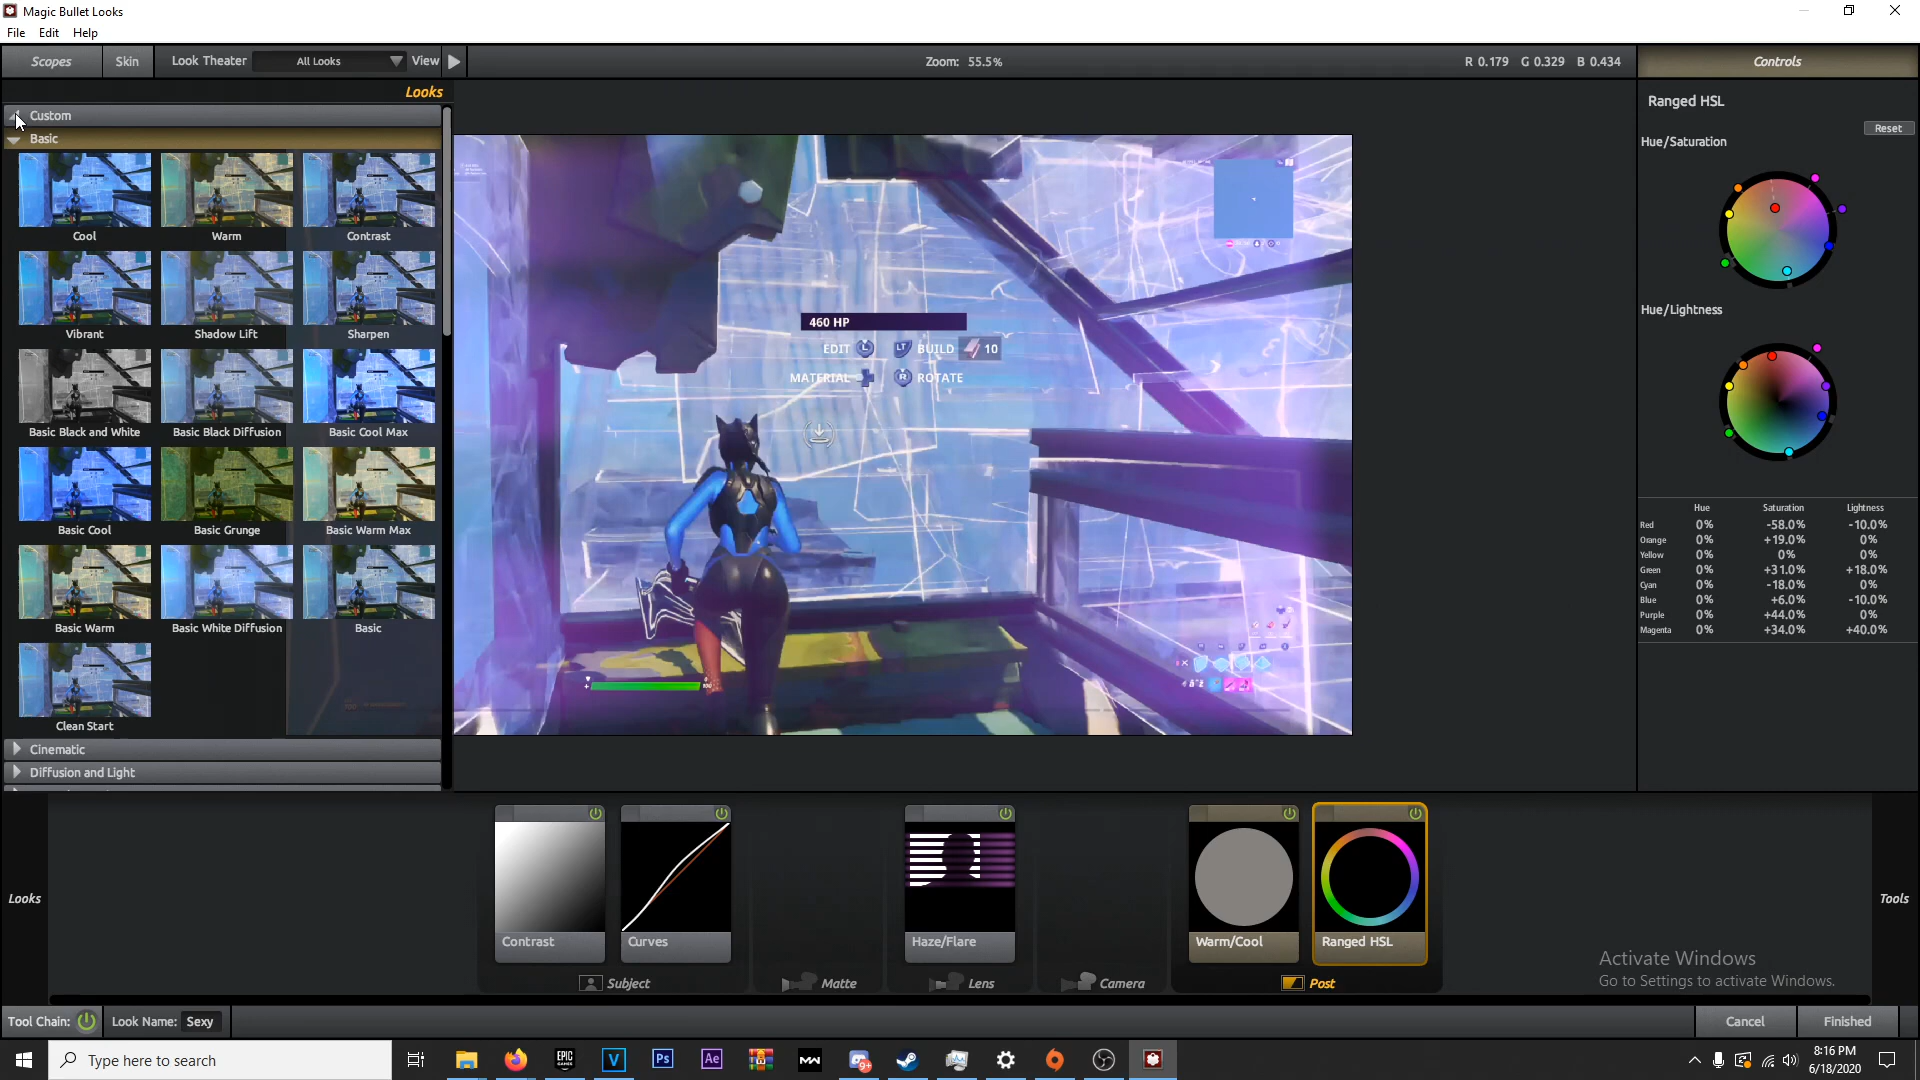 Magic Bullet Looks
File Edit Help
Scopes Skin Look Theater All Looks View Zoom: 55.5% R 0.179 G 0.329 B 0.434 Controls
Looks
Custom
Basic
Cool Warm Contrast
Vibrant Shadow Lift Sharpen
Basic Black and White Basic Black Diffusion Basic Cool Max
Basic Cool Basic Grunge Basic Warm Max
Basic Warm Basic White Diffusion Basic
Clean Start
Cinematic
Diffusion and Light
460 HP
EDIT L LT BUILD 10
MATERIAL R ROTATE
Ranged HSL
Reset
Hue/Saturation
Hue/Lightness
Hue Saturation Lightness
Red 0% -58.0% -10.0%
Orange 0% +19.0% 0%
Yellow 0% 0% 0%
Green 0% +31.0% +18.0%
Cyan 0% -18.0% 0%
Blue 0% +6.0% -10.0%
Purple 0% +44.0% 0%
Magenta 0% +34.0% +40.0%
Looks
Contrast Curves Haze/Flare Warm/Cool Ranged HSL
Subject Matte Lens Camera Post
Tools
Activate Windows
Go to Settings to activate Windows.
Tool Chain: Look Name: Sexy Cancel Finished
Type here to search
EPIC GAMES
V Ps Ae MW
9+
8:16 PM
6/18/2020